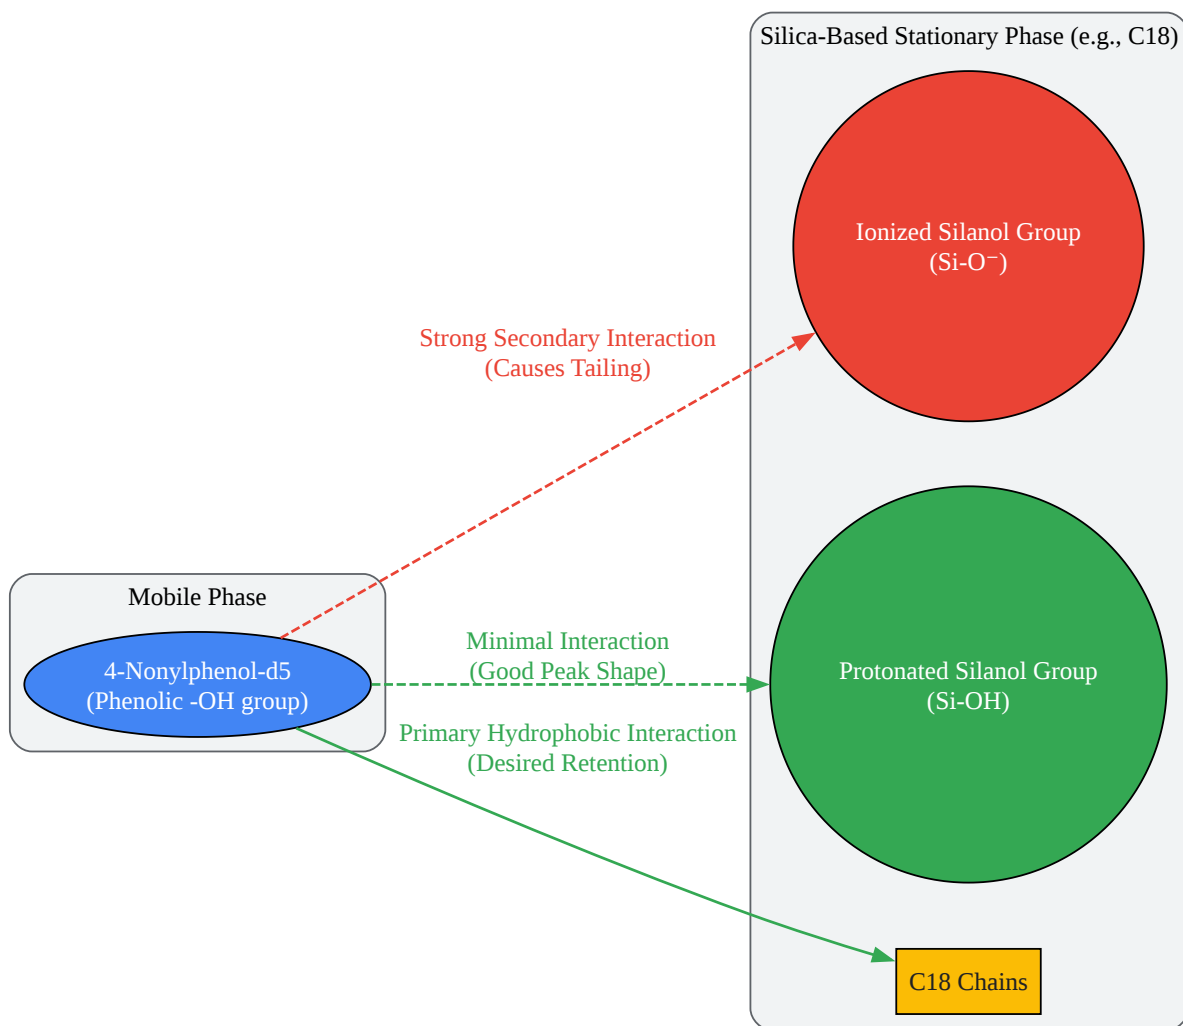 Silica-Based Stationary Phase (e.g., C18)
Ionized Silanol Group
(Si-O⁻)
Strong Secondary Interaction
(Causes Tailing)
Mobile Phase
4-Nonylphenol-d5
(Phenolic -OH group)
Minimal Interaction
(Good Peak Shape)
Protonated Silanol Group
(Si-OH)
Primary Hydrophobic Interaction
(Desired Retention)
C18 Chains